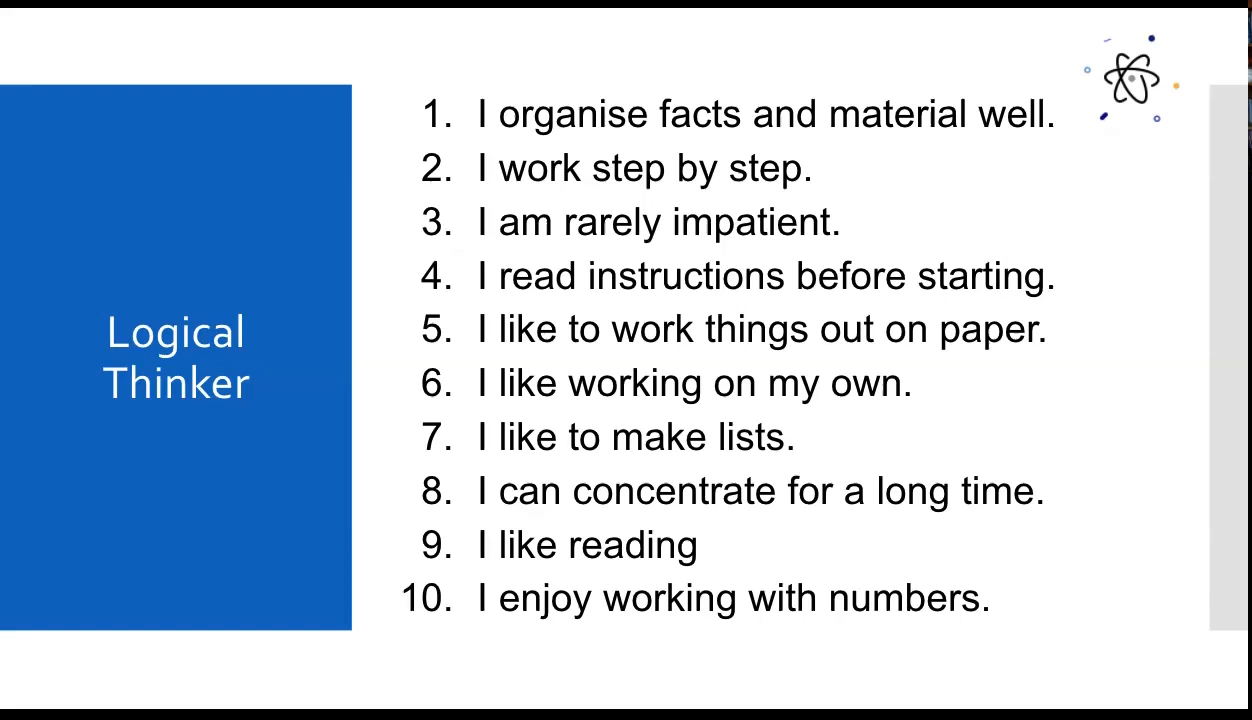 Logical
Thinker
1. I organise facts and material well.
2. I work step by step.
3. I am rarely impatient.
4. I read instructions before starting.
5. I like to work things out on paper.
6. I like working on my own.
7. I like to make lists.
8. I can concentrate for a long time.
9. I like reading
10. I enjoy working with numbers.